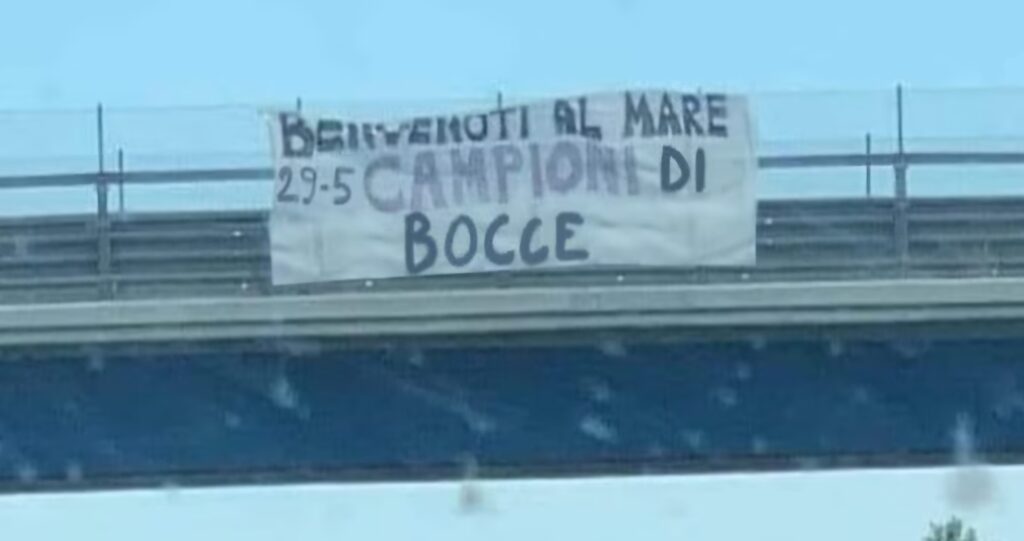 BENVENUTI AL MARE
29-5 CAMPIONI DI
BOCCE